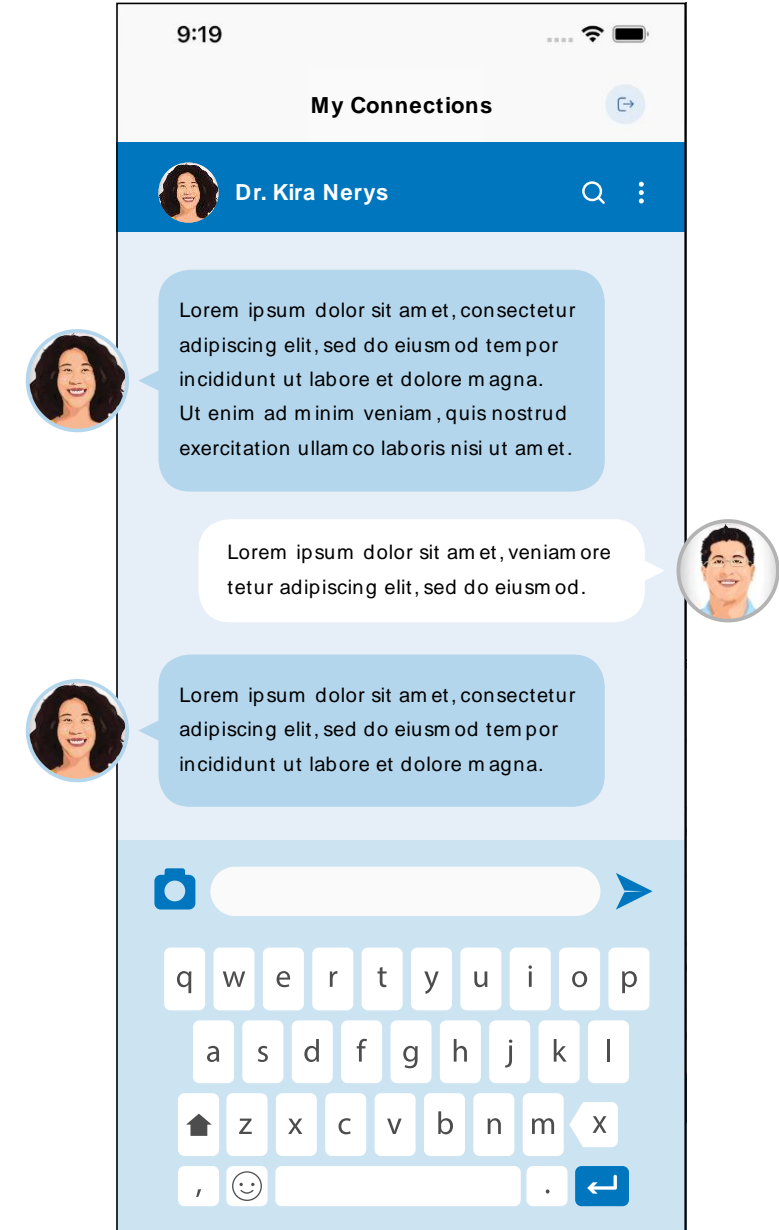 9:19
My Connections
Dr. Kira Nerys
Lorem ipsum dolor sit amet, consectetur
adipiscing elit, sed do eiusmod tempor
incididunt ut labore et dolore magna.
Ut enim ad minim veniam, quis nostrud
exercitation ullamco laboris nisi ut amet.
Lorem ipsum dolor sit amet, veniam ore
tetur adipiscing elit, sed do eiusmod.
Lorem ipsum dolor sit amet, consectetur
adipiscing elit, sed do eiusmod tempor
incididunt ut labore et dolore magna.
q w e r t y u i o p
a s d f g h j k l
z x c v b n m X
, .